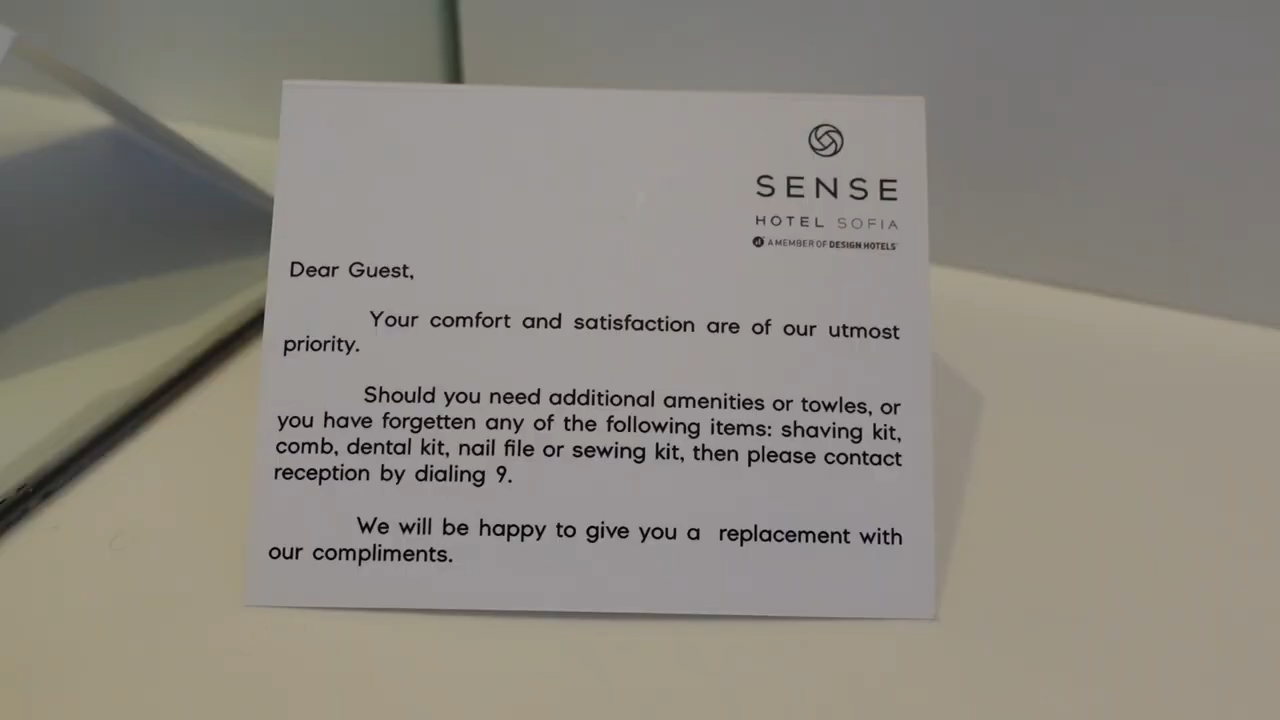 SENSE
HOTEL SOFIA
A MEMBER OF DESIGN HOTELS
Dear Guest,
Your comfort and satisfaction are of our utmost
priority.
Should you need additional amenities or towles, or
you have forgetten any of the following items: shaving kit,
comb, dental kit, nail file or sewing kit, then please contact
reception by dialing 9.
We will be happy to give you a replacement with
our compliments.